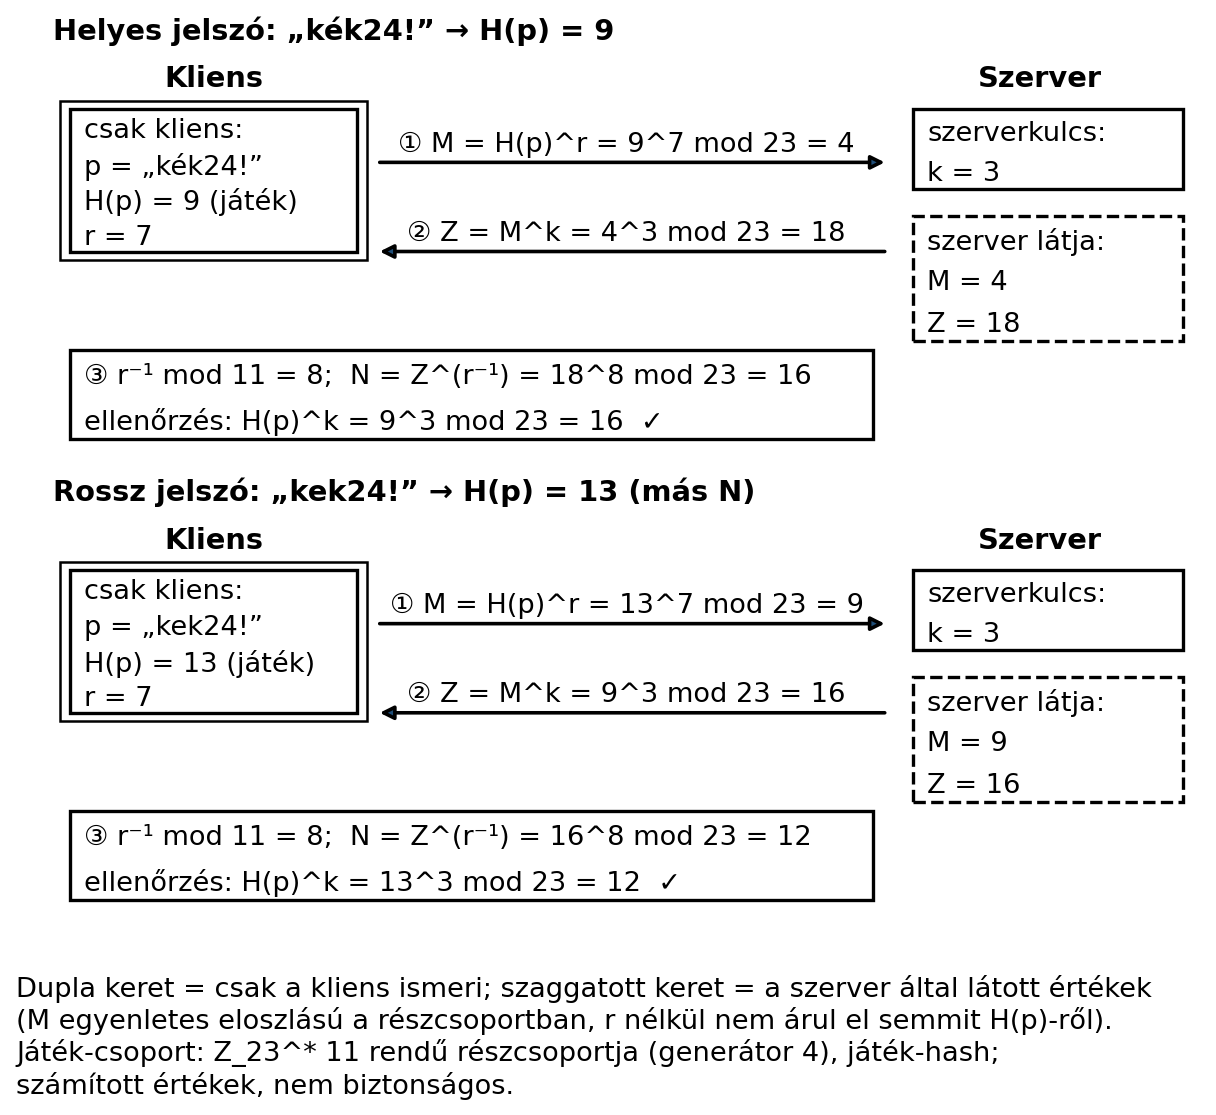 Helyes jelszó: „kék24!” → H(p) = 9
Kliens
Szerver
csak kliens:
p = „kék24!”
H(p) = 9 (játék)
r = 7
① M = H(p)^r = 9^7 mod 23 = 4
② Z = M^k = 4^3 mod 23 = 18
szerverkulcs:
k = 3
szerver látja:
M = 4
Z = 18
③ r⁻¹ mod 11 = 8;  N = Z^(r⁻¹) = 18^8 mod 23 = 16
ellenőrzés: H(p)^k = 9^3 mod 23 = 16  ✓
Rossz jelszó: „kek24!” → H(p) = 13 (más N)
Kliens
Szerver
csak kliens:
p = „kek24!”
H(p) = 13 (játék)
r = 7
① M = H(p)^r = 13^7 mod 23 = 9
② Z = M^k = 9^3 mod 23 = 16
szerverkulcs:
k = 3
szerver látja:
M = 9
Z = 16
③ r⁻¹ mod 11 = 8;  N = Z^(r⁻¹) = 16^8 mod 23 = 12
ellenőrzés: H(p)^k = 13^3 mod 23 = 12  ✓
Dupla keret = csak a kliens ismeri; szaggatott keret = a szerver által látott értékek
(M egyenletes eloszlású a részcsoportban, r nélkül nem árul el semmit H(p)-ről).
Játék-csoport: Z_23^* 11 rendű részcsoportja (generátor 4), játék-hash;
számított értékek, nem biztonságos.